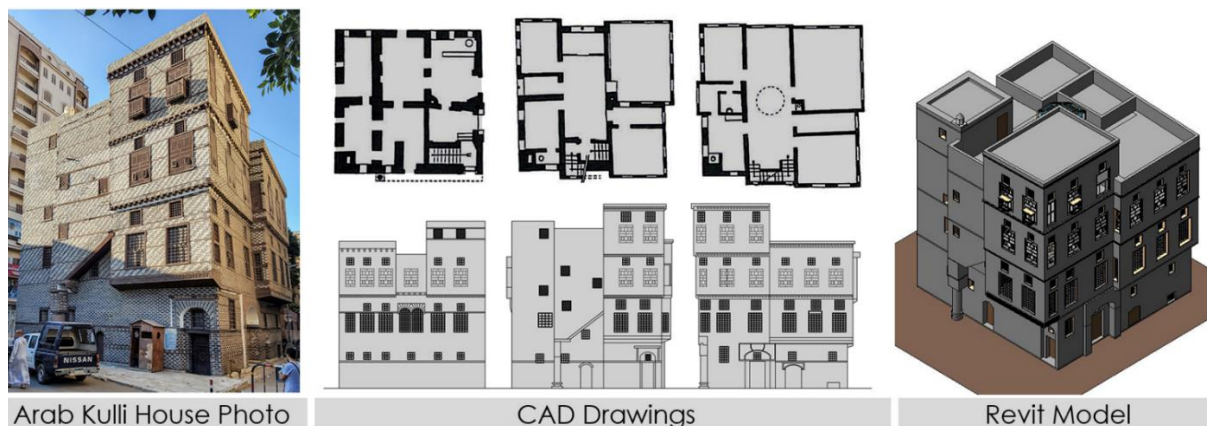 NISSAN
Arab Kulli House Photo
CAD Drawings
Revit Model